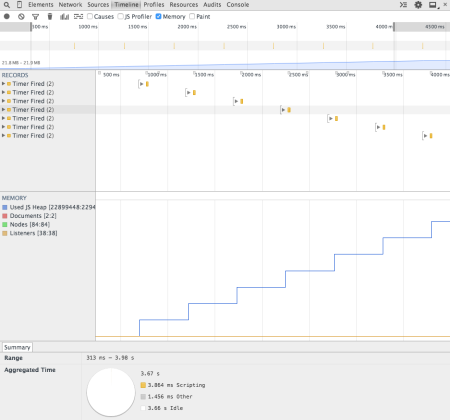 Elements Network Sources Timeline Profiles Resources Audits Console
Causes JS Profiler Memory Paint
500 ms 1000 ms 1500 ms 2000 ms 2500 ms 3000 ms 3500 ms 4000 ms 4500 ms
21.8 MB – 21.9 MB
RECORDS 500 ms 1000 ms 1500 ms 2000 ms 2500 ms 3000 ms 3500 ms 4000 ms
Timer Fired (2)
Timer Fired (2)
Timer Fired (2)
Timer Fired (2)
Timer Fired (2)
Timer Fired (2)
Timer Fired (2)
MEMORY
Used JS Heap [22899448:2294
Documents [2:2]
Nodes [84:84]
Listeners [38:38]
Summary
Range 313 ms – 3.98 s
Aggregated Time 3.67 s
3.864 ms Scripting
1.456 ms Other
3.66 s Idle